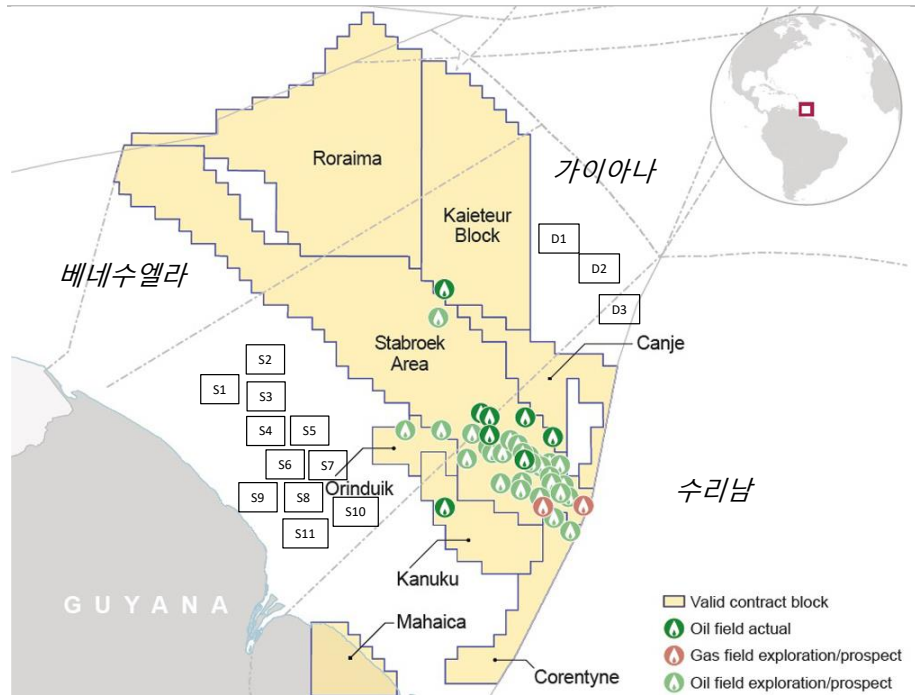 Roraima
가이아나
Kaieteur
Block
D1
D2
D3
베네수엘라
Stabroek
Area
Canje
S2
S1
S3
S4
S5
S6
S7
Orinduik
수리남
S9
S8
S10
S11
Kanuku
GUYANA
Mahaica
Corentyne
Valid contract block
Oil field actual
Gas field exploration/prospect
Oil field exploration/prospect